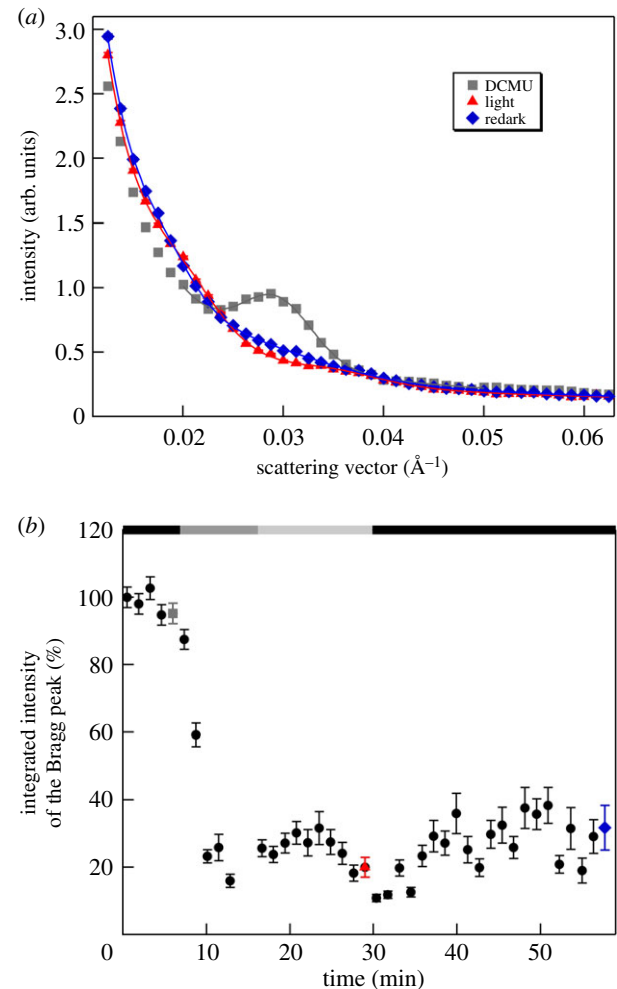 (a)
3.0
2.5
2.0
1.5
1.0
0.5
0
DCMU
light
redark
intensity (arb. units)
0.02 0.03 0.04 0.05 0.06
scattering vector (Å–1)
(b)
120
100
80
60
40
20
0
integrated intensity
of the Bragg peak (%)
10 20 30 40 50
time (min)